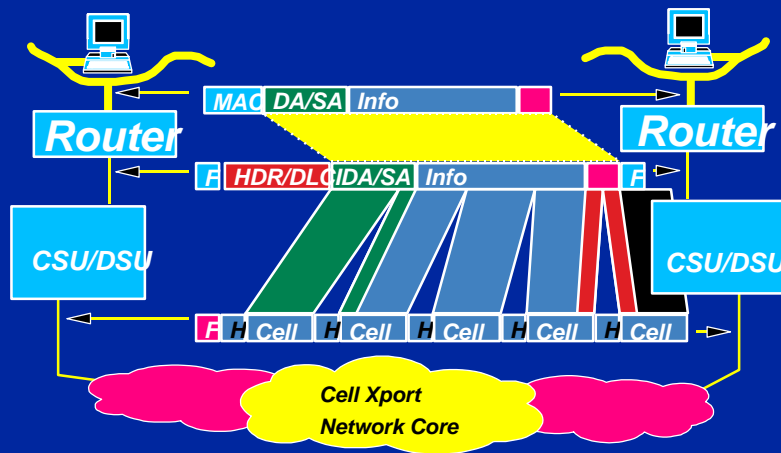 MAC DA/SA Info
Router
Router
F HDR/DLCI DA/SA Info F
CSU/DSU
CSU/DSU
F H Cell H Cell H Cell H Cell H Cell
Cell Xport
Network Core